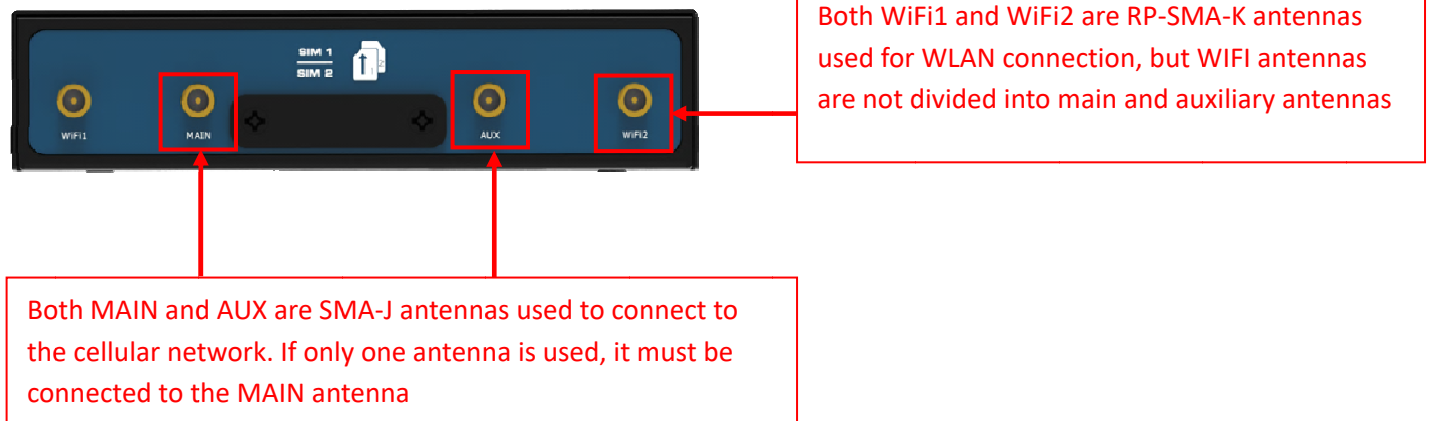 Both WiFi1 and WiFi2 are RP-SMA-K antennas
used for WLAN connection, but WIFI antennas
are not divided into main and auxiliary antennas
SIM 1
SIM 2
1
2
WiFi1
MAIN
AUX
WiFi2
Both MAIN and AUX are SMA-J antennas used to connect to
the cellular network. If only one antenna is used, it must be
connected to the MAIN antenna